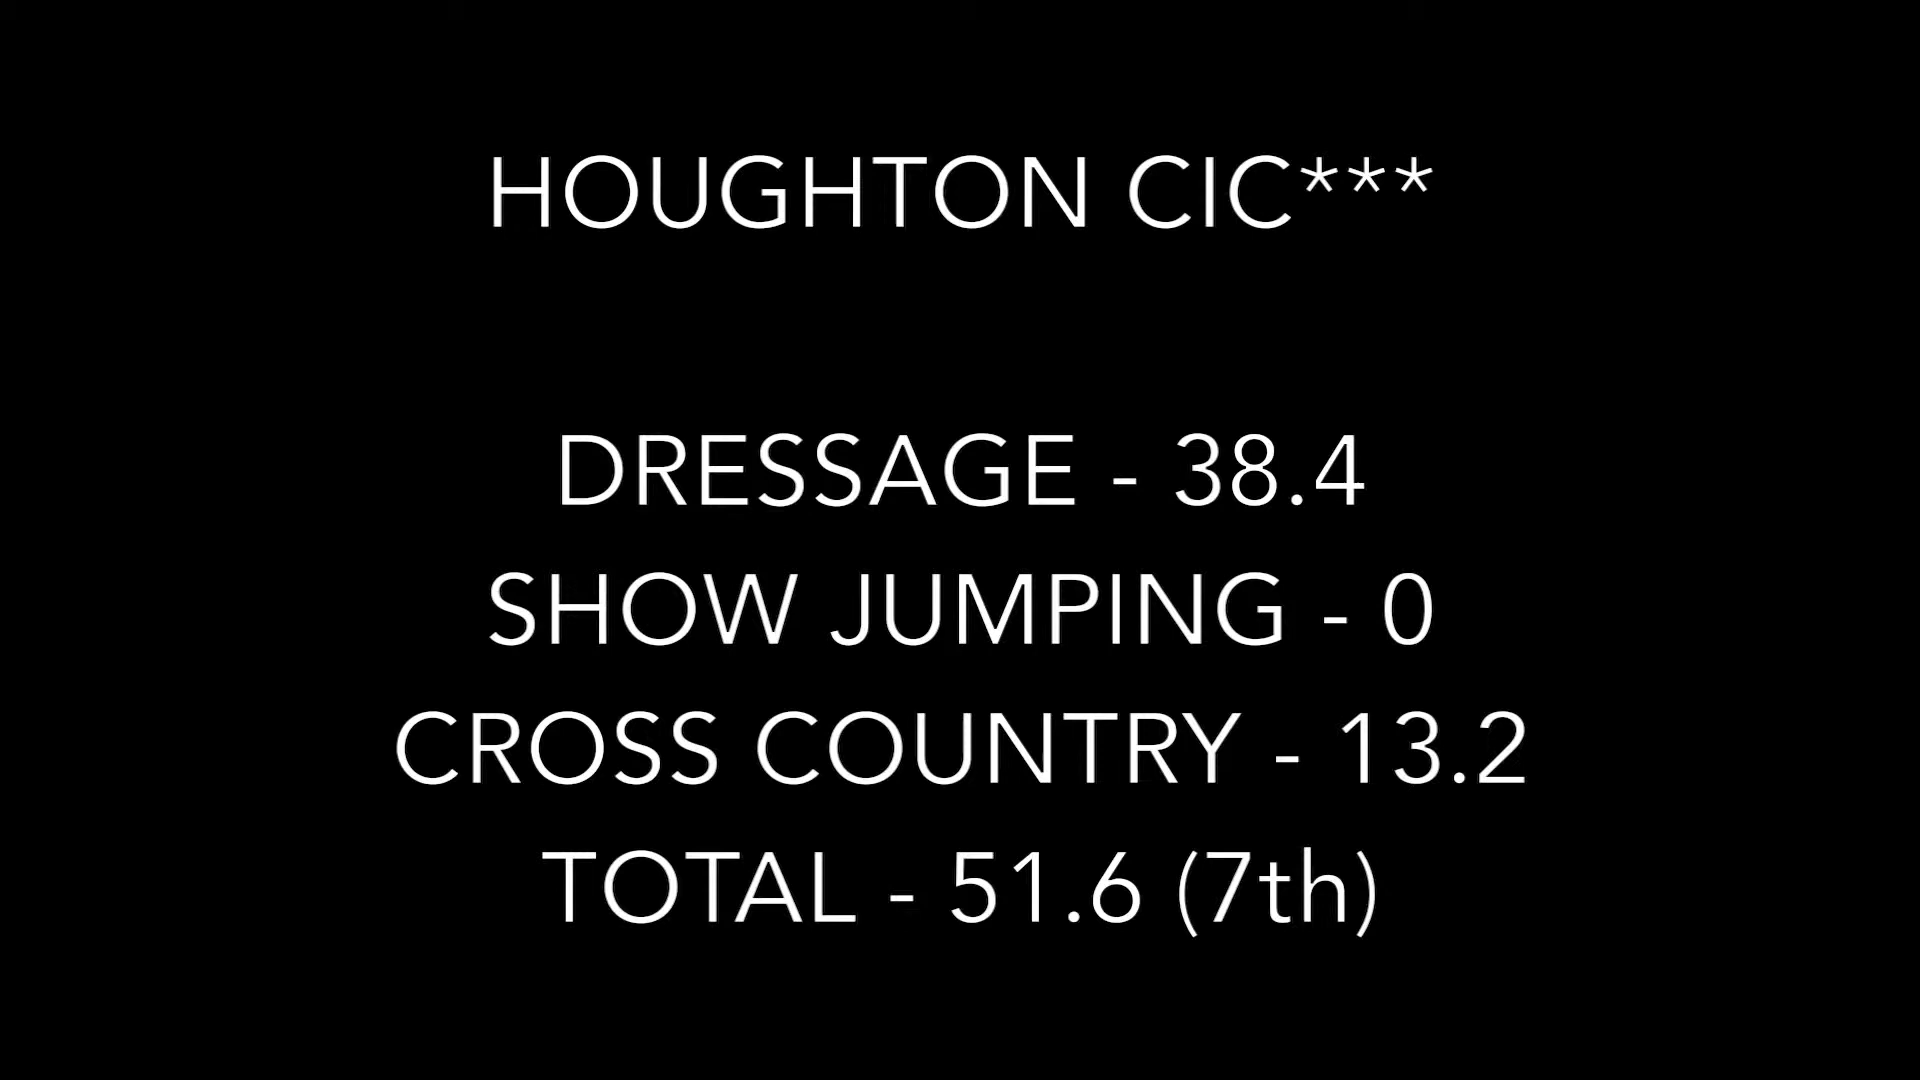 HOUGHTON CIC***
DRESSAGE - 38.4
SHOW JUMPING - 0
CROSS COUNTRY - 13.2
TOTAL - 51.6 (7th)